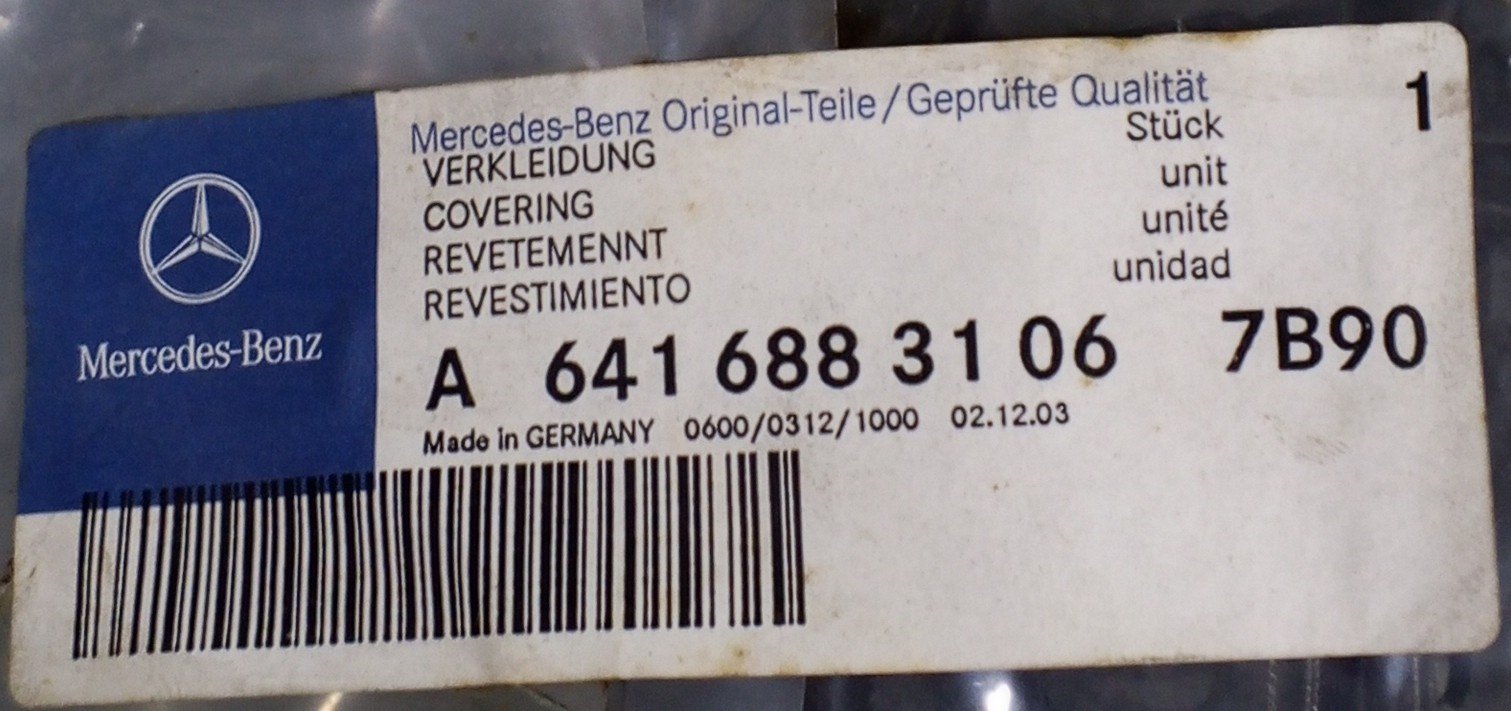 Mercedes-Benz Original-Teile/Geprüfte Qualität
1
VERKLEIDUNG
Stück
COVERING
unit
REVETEMENNT
unité
REVESTIMIENTO
unidad
A 641 688 31 06 7B90
Made in GERMANY 0600/0312/1000 02.12.03
Mercedes-Benz